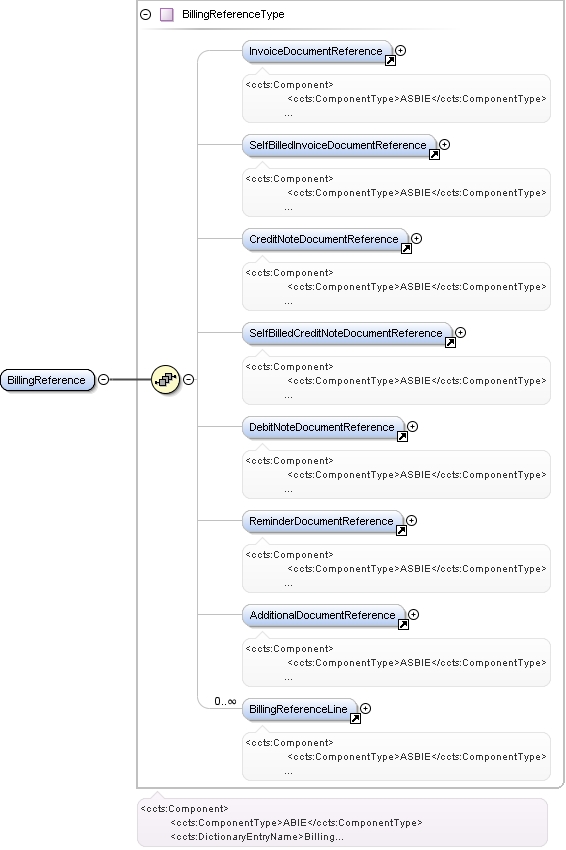 BillingReferenceType
InvoiceDocumentReference
<ccts:Component>
<ccts:ComponentType>ASBIE</ccts:ComponentType>
...
SelfBilledInvoiceDocumentReference
<ccts:Component>
<ccts:ComponentType>ASBIE</ccts:ComponentType>
...
CreditNoteDocumentReference
<ccts:Component>
<ccts:ComponentType>ASBIE</ccts:ComponentType>
...
SelfBilledCreditNoteDocumentReference
<ccts:Component>
<ccts:ComponentType>ASBIE</ccts:ComponentType>
...
BillingReference
DebitNoteDocumentReference
<ccts:Component>
<ccts:ComponentType>ASBIE</ccts:ComponentType>
...
ReminderDocumentReference
<ccts:Component>
<ccts:ComponentType>ASBIE</ccts:ComponentType>
...
AdditionalDocumentReference
<ccts:Component>
<ccts:ComponentType>ASBIE</ccts:ComponentType>
...
0..∞
BillingReferenceLine
<ccts:Component>
<ccts:ComponentType>ASBIE</ccts:ComponentType>
...
<ccts:Component>
<ccts:ComponentType>ABIE</ccts:ComponentType>
<ccts:DictionaryEntryName>Billing...